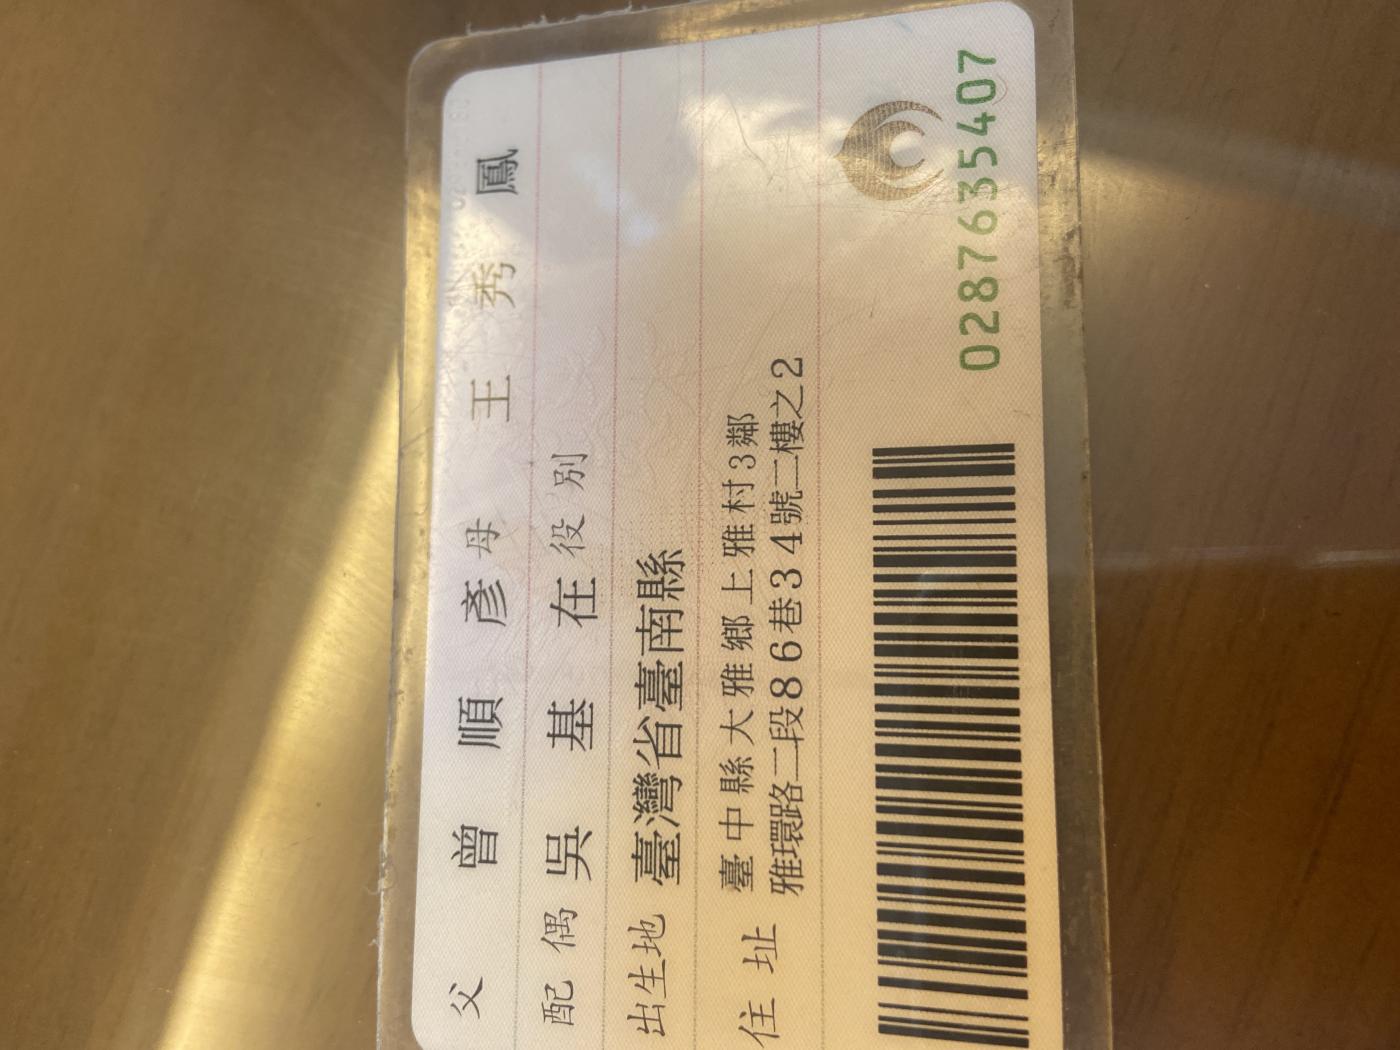 父 曾順彥 母 王秀鳳
配偶 吳基在 役別
出生地 臺灣省臺南縣
住址 臺中縣大雅鄉上雅村3鄰
雅環路二段86巷34號二樓之2
0287635407